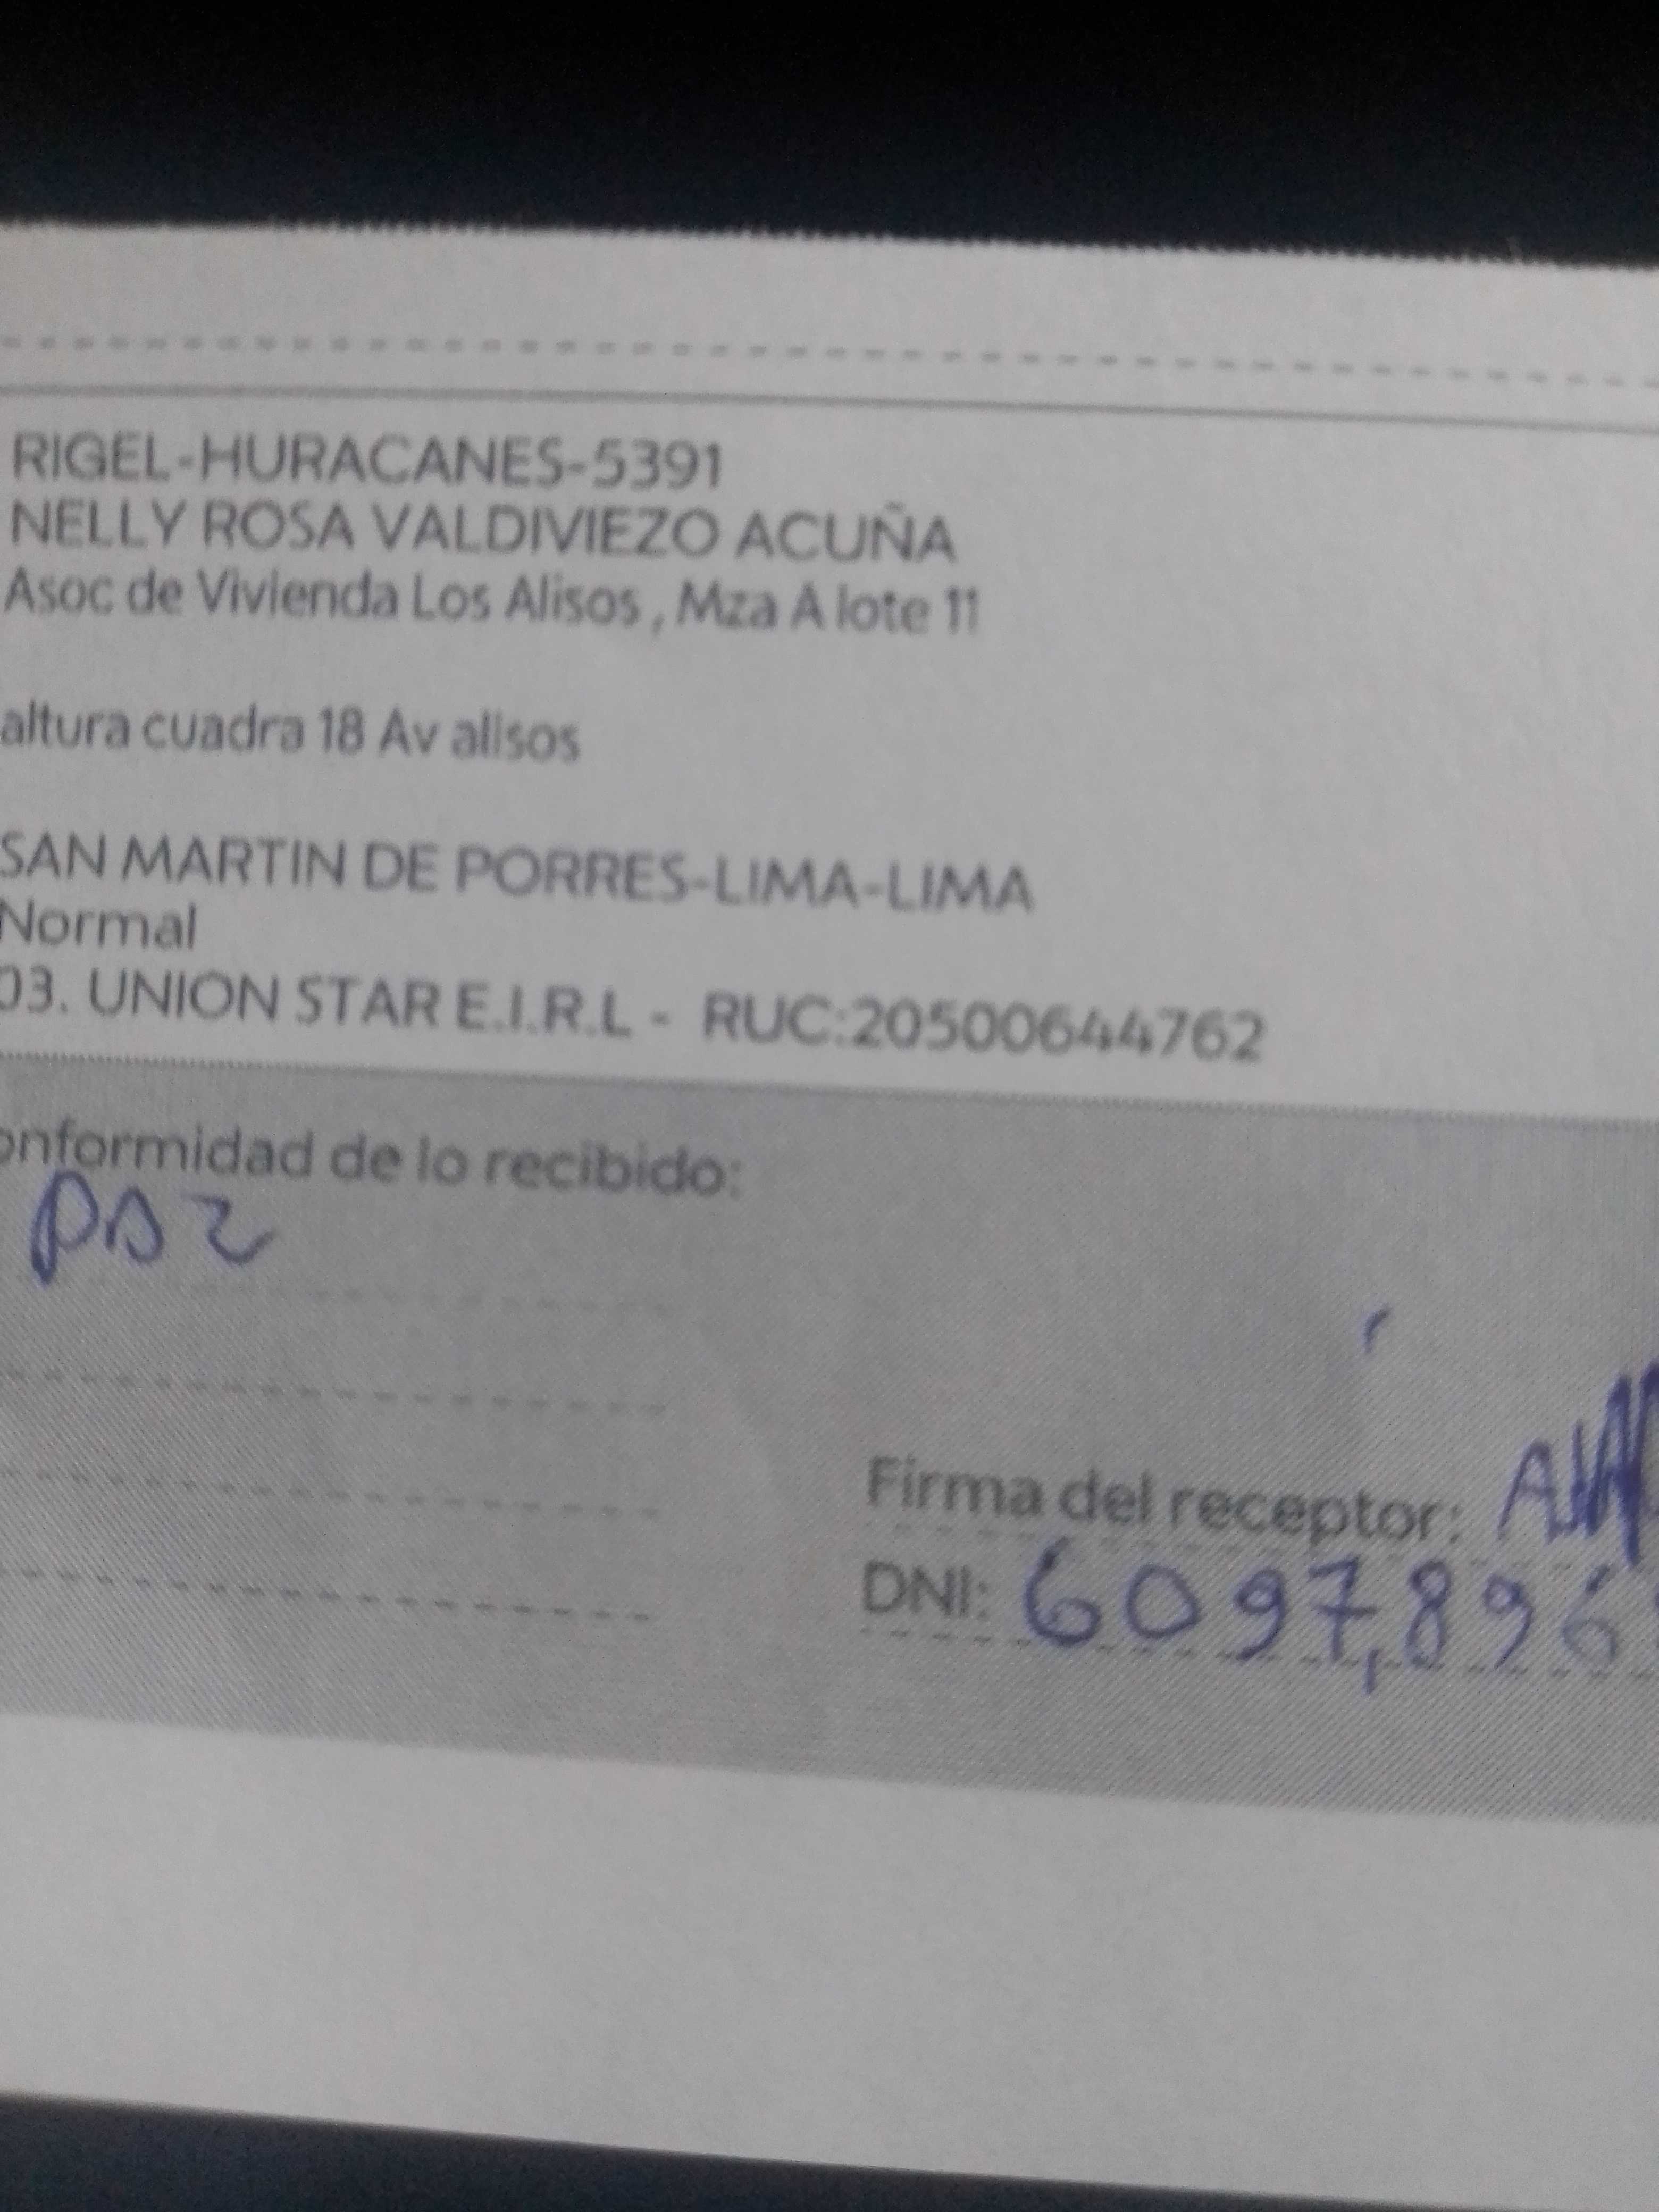 RIGEL-HURACANES-5391
NELLY ROSA VALDIVIEZO ACUÑA
Asoc de Vivienda Los Alisos , Mza A lote 11
altura cuadra 18 Av alisos
SAN MARTIN DE PORRES-LIMA-LIMA
Normal
03. UNION STAR E.I.R.L - RUC:20500644762
onformidad de lo recibido:
paz
Firma del receptor:
DNI: 6097,896